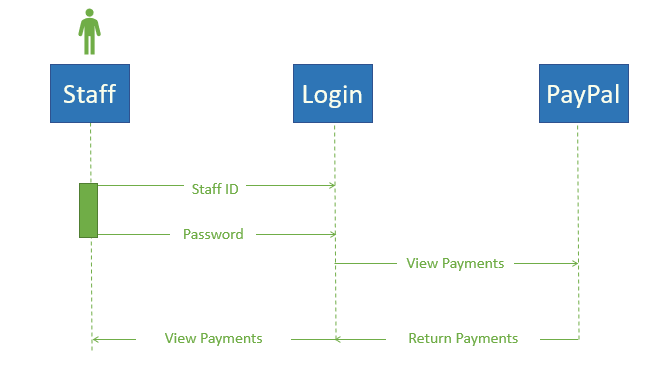 Staff
Login
PayPal
Staff ID
Password
View Payments
View Payments
Return Payments